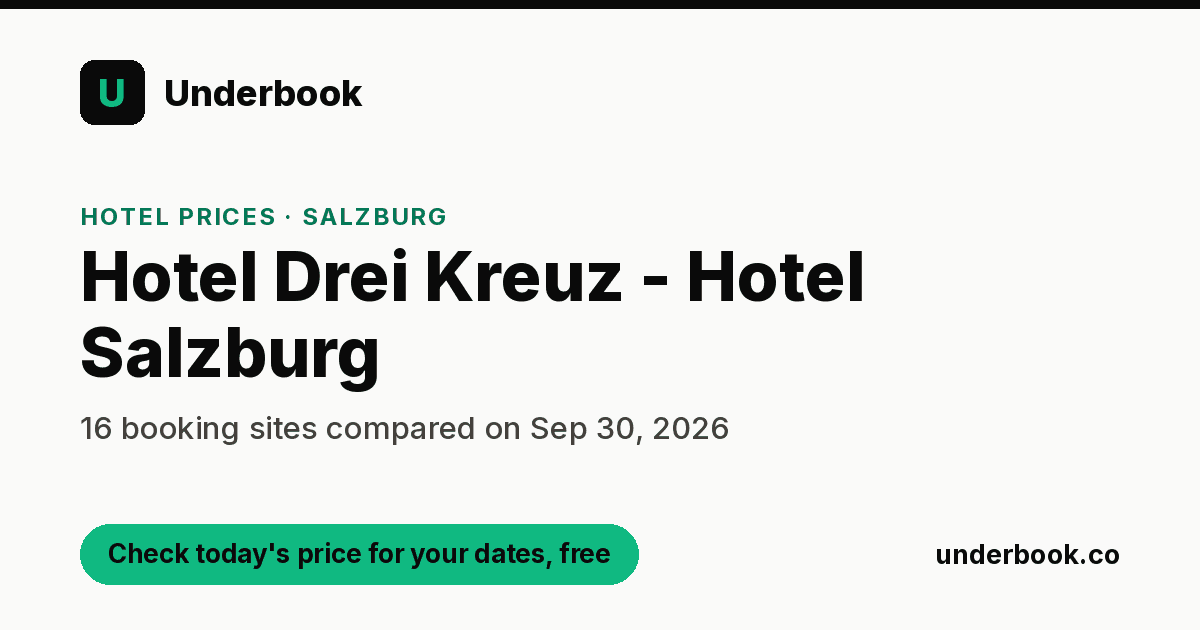 U
Underbook
HOTEL PRICES · SALZBURG
Hotel Drei Kreuz - Hotel
Salzburg
16 booking sites compared on Sep 30, 2026
Check today's price for your dates, free
underbook.co